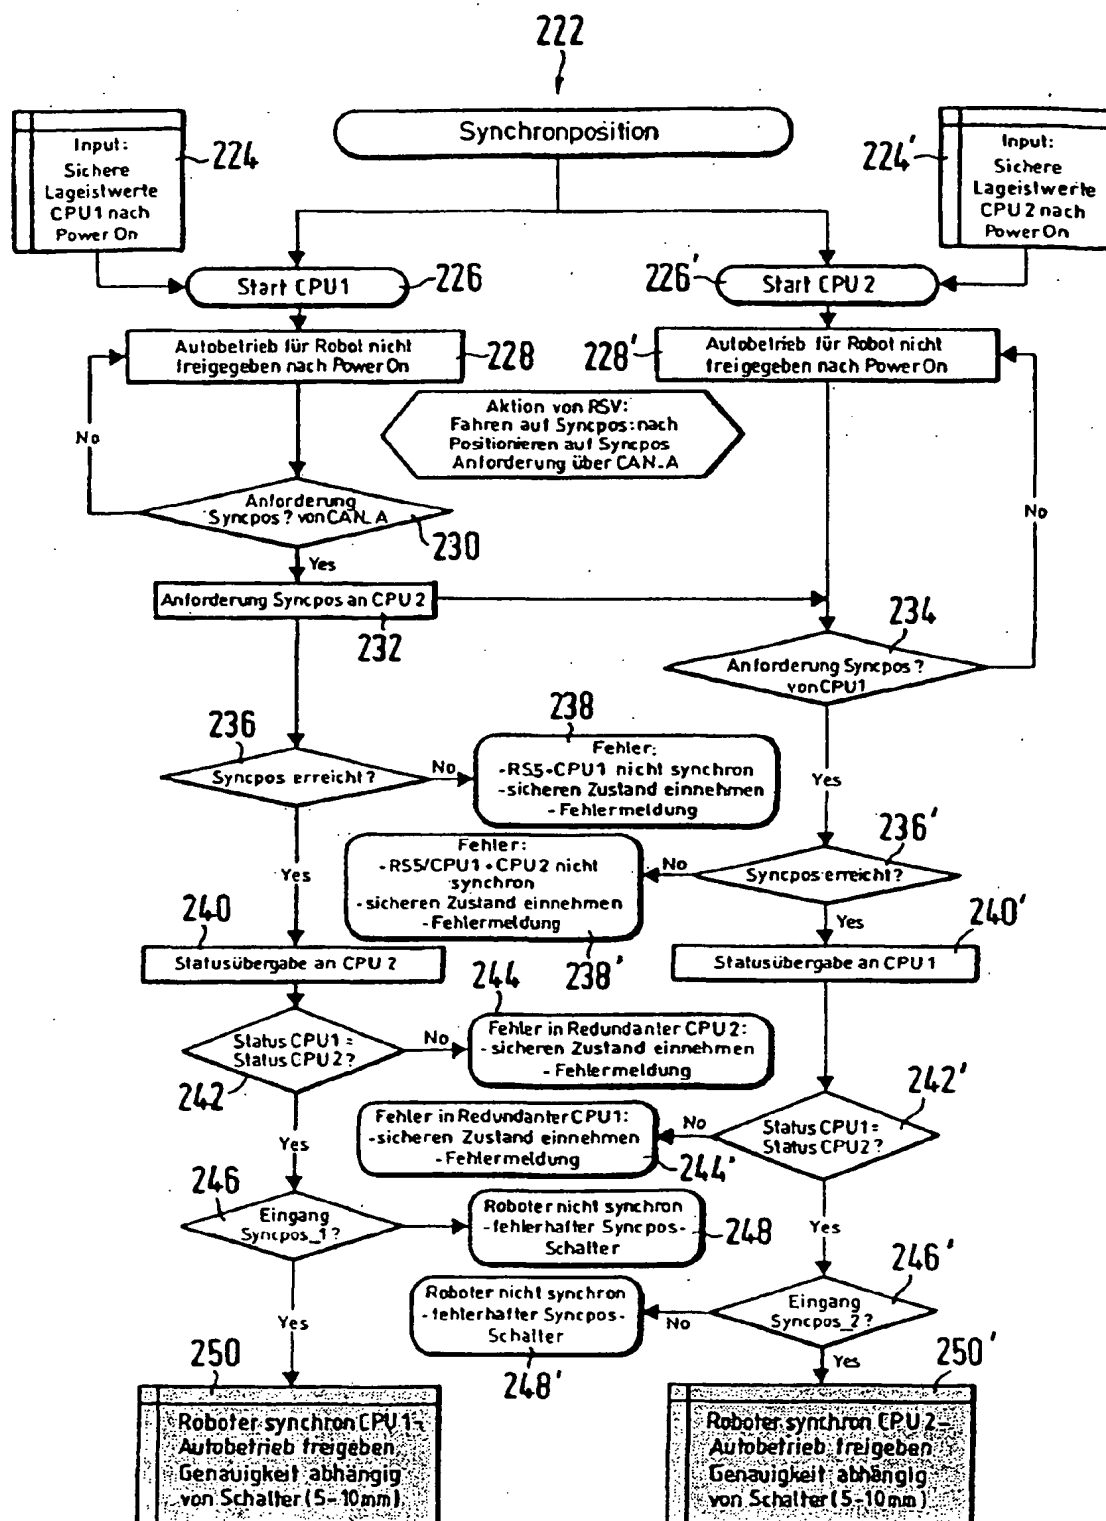 222
Synchronposition
Input:
Sichere
Lageistwerte
CPU1 nach
Power On
224
Input:
Sichere
Lageistwerte
CPU 2 nach
Power On
224'
Start CPU1
226
Start CPU 2
226'
Autobetrieb für Robot nicht
freigegeben nach Power On
228
Autobetrieb für Robot nicht
freigegeben nach Power On
228'
Aktion von RSV:
Fahren auf Syncpos: nach
Positionieren auf Syncpos
Anforderung über CAN_A
No
Anforderung
Syncpos? von CAN_A
230
No
Yes
Anforderung Syncpos an CPU 2
232
234
Anforderung Syncpos?
von CPU1
236
Syncpos erreicht?
No
238
Fehler:
-RS5-CPU1 nicht synchron
-sicheren Zustand einnehmen
- Fehlermeldung
Yes
236'
Syncpos erreicht?
No
Fehler:
-RS5/CPU1+CPU2 nicht
synchron
-sicheren Zustand einnehmen
-Fehlermeldung
238'
Yes
Yes
240
Statusübergabe an CPU 2
240'
Statusübergabe an CPU 1
Status CPU1 =
Status CPU2?
242
No
244
Fehler in Redundanter CPU 2:
-sicheren Zustand einnehmen
- Fehlermeldung
242'
Status CPU1 =
Status CPU2?
No
Fehler in Redundanter CPU1:
-sicheren Zustand einnehmen
-Fehlermeldung
244'
Yes
246
Eingang
Syncpos_1?
Roboter nicht synchron
-fehlerhafter Syncpos-
Schalter
248
Yes
246'
Eingang
Syncpos_2?
No
Roboter nicht synchron
-fehlerhafter Syncpos-
Schalter
248'
Yes
Yes
250
Roboter synchron CPU 1-
Autobetrieb freigeben
Genauigkeit abhängig
von Schalter (5-10mm)
250'
Roboter synchron CPU 2-
Autobetrieb freigeben
Genauigkeit abhängig
von Schalter (5-10mm)